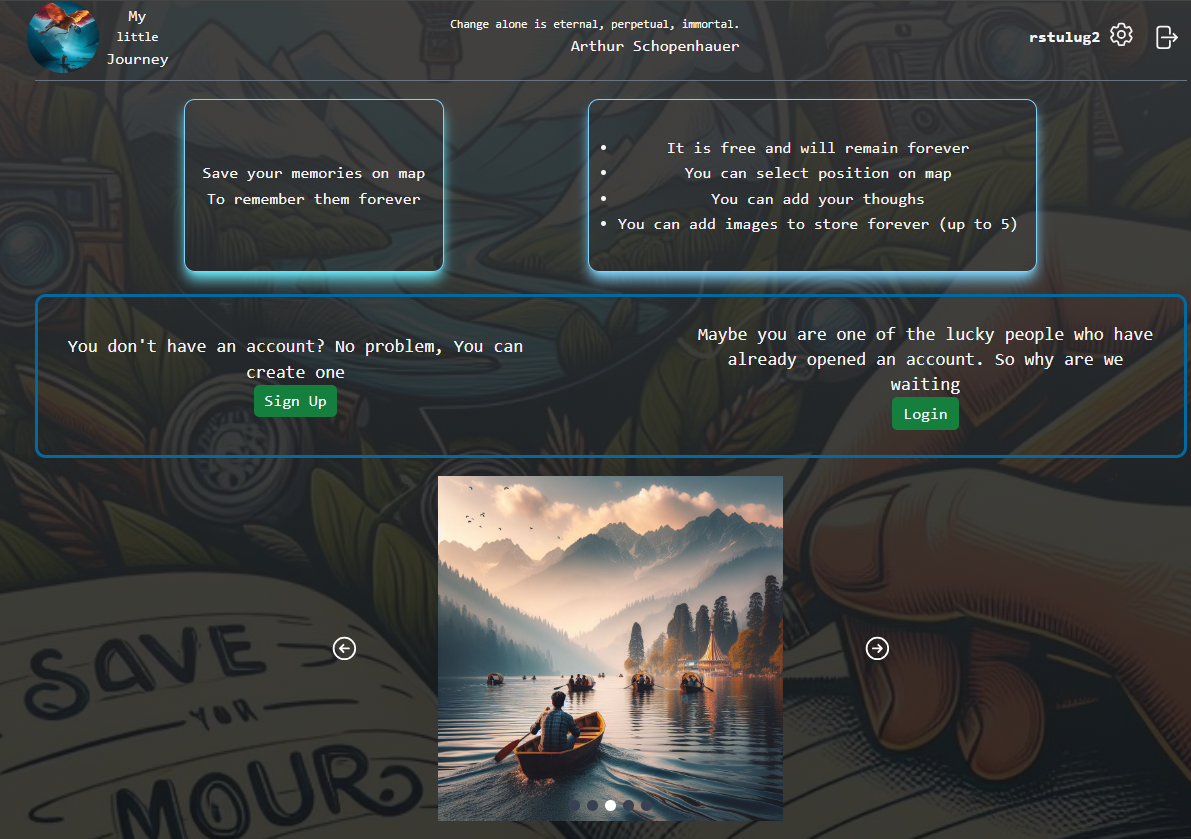 My
little
Journey
Change alone is eternal, perpetual, immortal.
Arthur Schopenhauer
rstulug2
Save your memories on map
To remember them forever
It is free and will remain forever
You can select position on map
You can add your thoughs
You can add images to store forever (up to 5)
You don't have an account? No problem, You can
create one
Sign Up
Maybe you are one of the lucky people who have
already opened an account. So why are we
waiting
Login
SAVE
YUR
MOUR